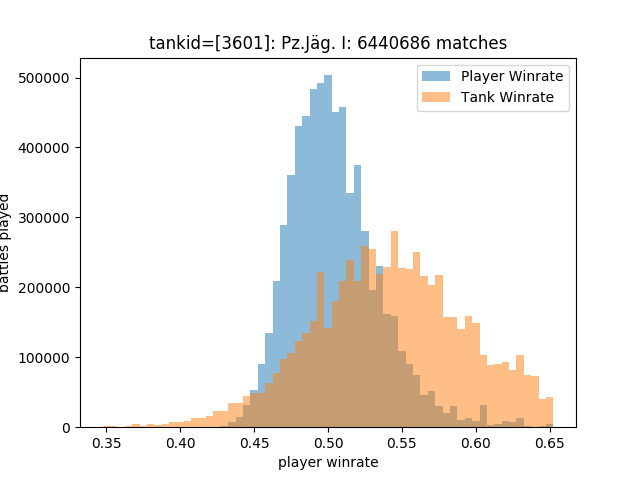 tankid=[3601]: Pz.Jäg. I: 6440686 matches
Player Winrate
Tank Winrate
500000
400000
300000
200000
100000
0
battles played
0.35 0.40 0.45 0.50 0.55 0.60 0.65
player winrate